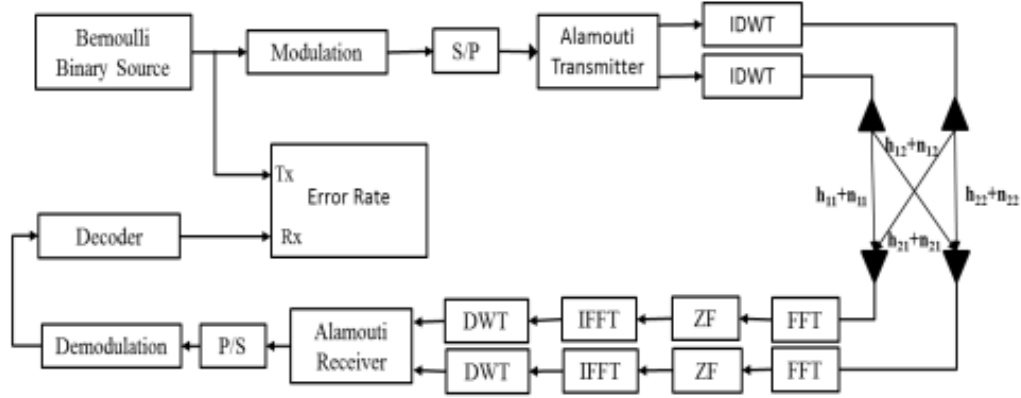 Bernoulli
Binary Source
Modulation
S/P
Alamouti
Transmitter
IDWT
IDWT
h₁₂+n₁₂
h₁₁+n₁₁
h₂₂+n₂₂
h₂₁+n₂₁
Tx
Error Rate
Rx
Decoder
DWT
IFFT
ZF
FFT
Alamouti
Receiver
P/S
Demodulation
DWT
IFFT
ZF
FFT